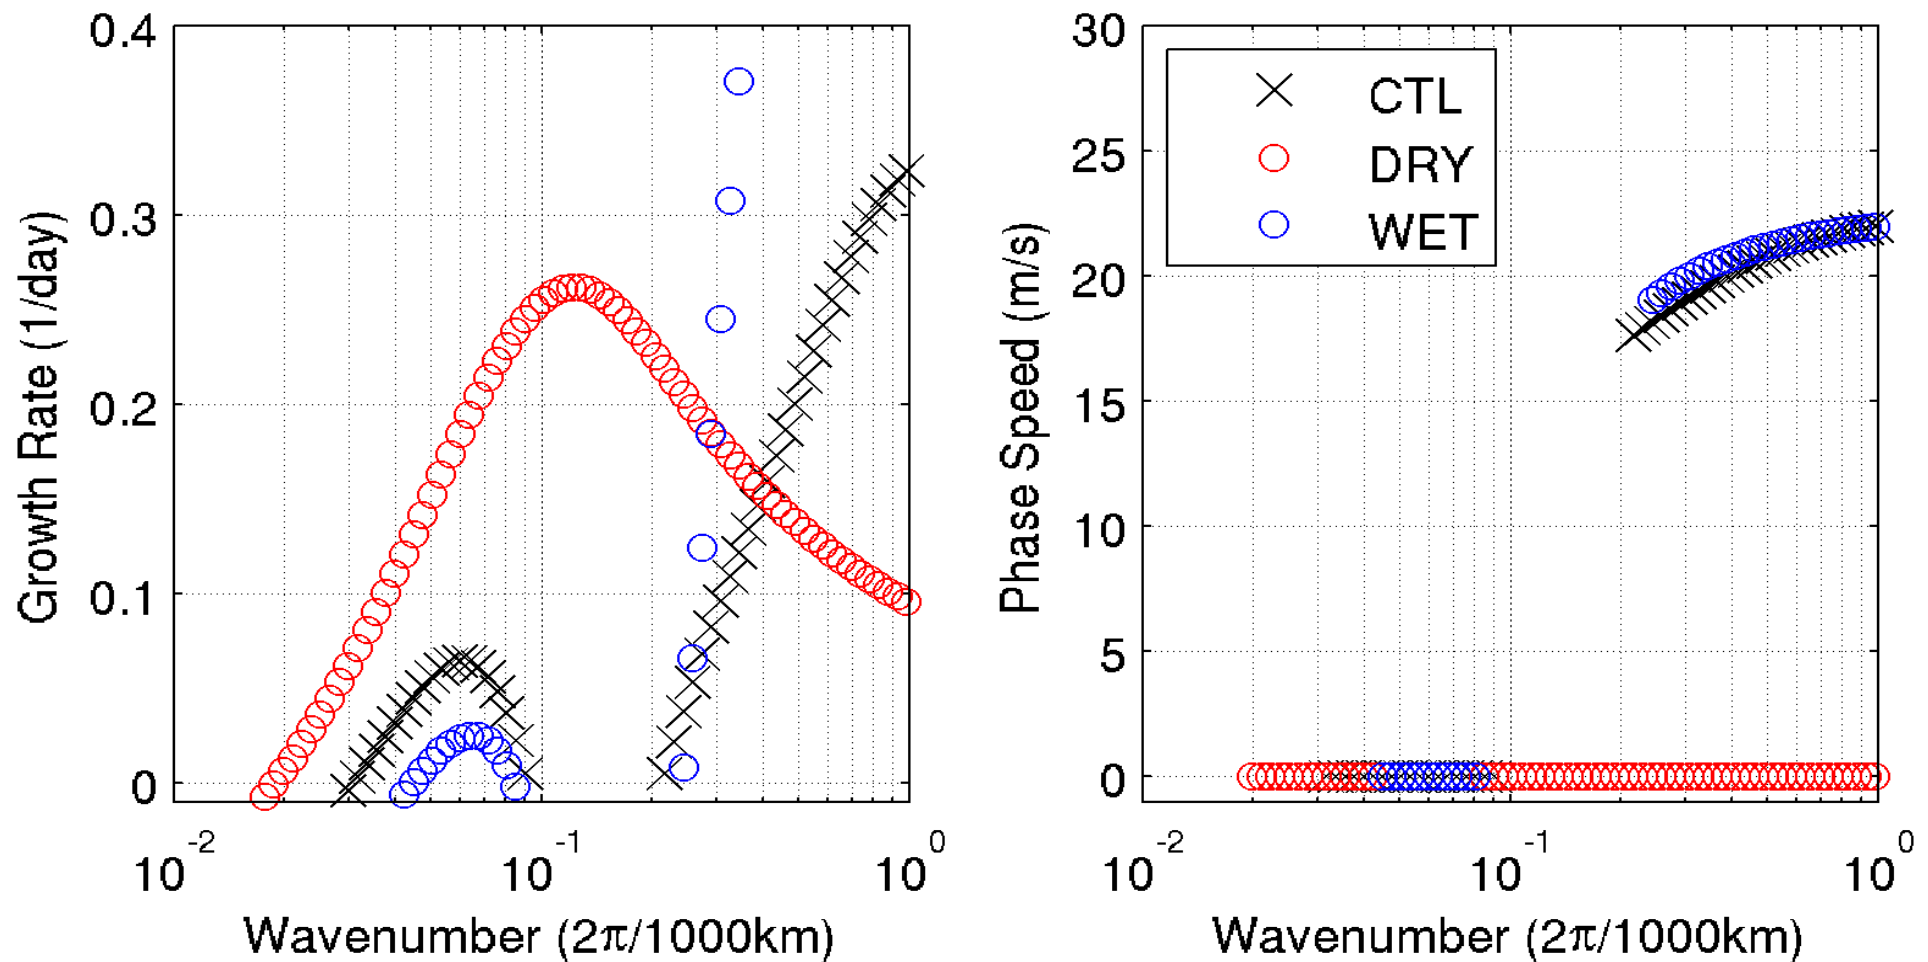 0.4
0.3
0.2
0.1
0
10^-2
10^-1
10^0
Growth Rate (1/day)
Wavenumber (2π/1000km)
30
25
20
15
10
5
0
10^-2
10^-1
10^0
Phase Speed (m/s)
Wavenumber (2π/1000km)
CTL
DRY
WET